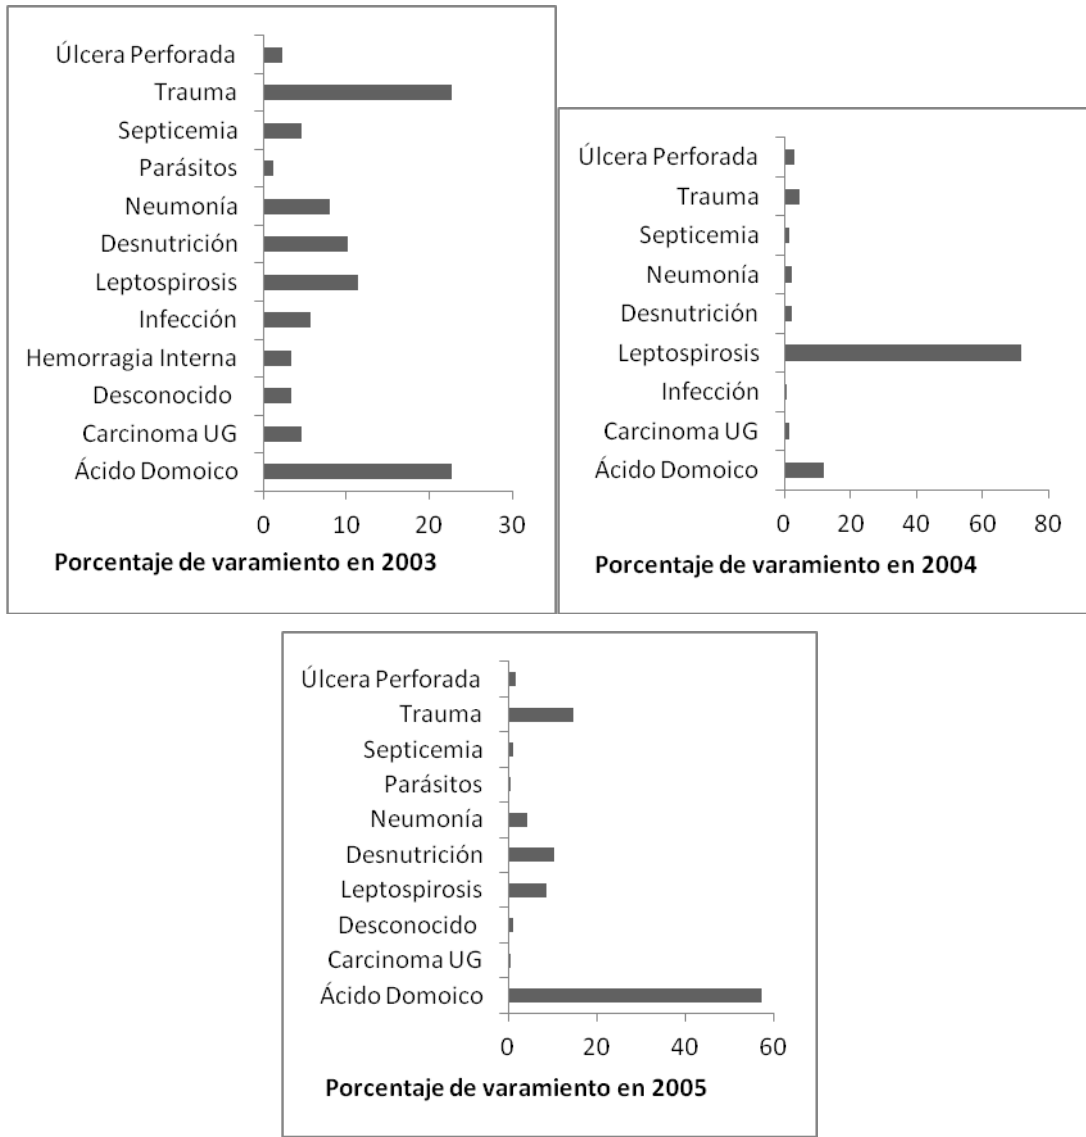 Úlcera Perforada
Trauma
Septicemia
Parásitos
Neumonía
Desnutrición
Leptospirosis
Infección
Hemorragia Interna
Desconocido
Carcinoma UG
Ácido Domoico
0 10 20 30
Porcentaje de varamiento en 2003
Úlcera Perforada
Trauma
Septicemia
Neumonía
Desnutrición
Leptospirosis
Infección
Carcinoma UG
Ácido Domoico
0 20 40 60 80
Porcentaje de varamiento en 2004
Úlcera Perforada
Trauma
Septicemia
Parásitos
Neumonía
Desnutrición
Leptospirosis
Desconocido
Carcinoma UG
Ácido Domoico
0 20 40 60
Porcentaje de varamiento en 2005